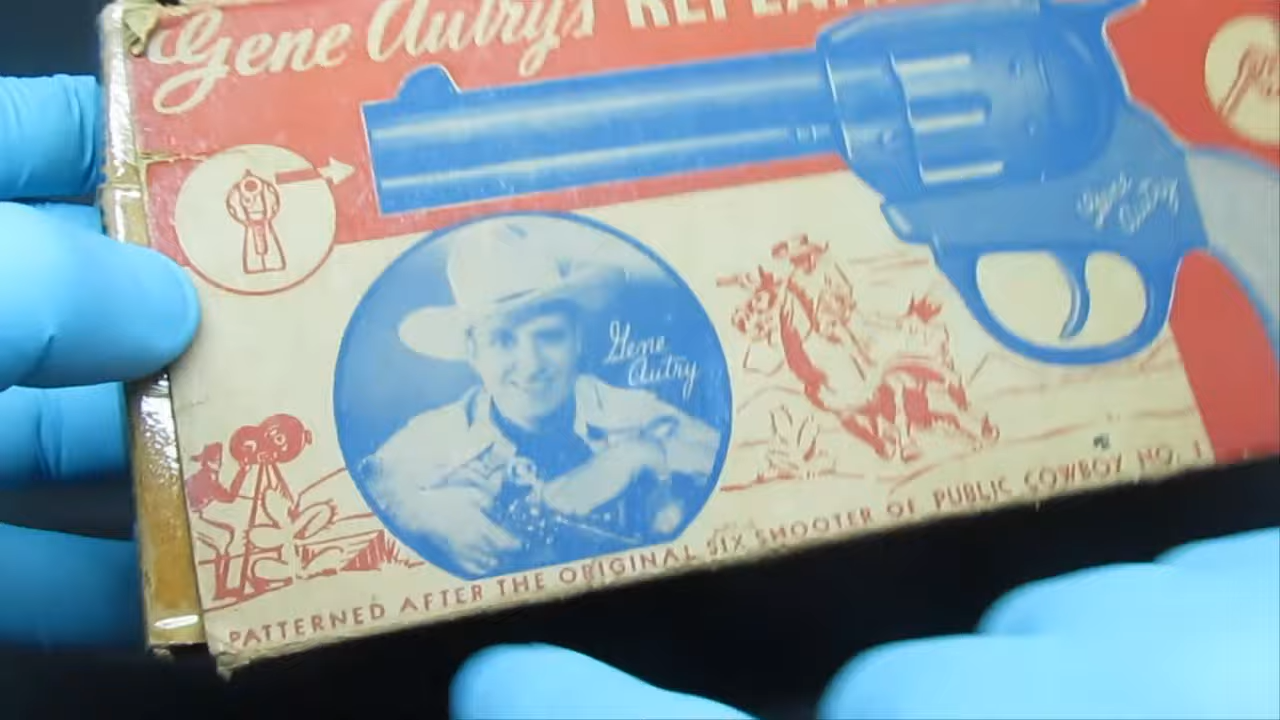 Gene Autry's
Gene
Autry
Gene
Autry
PATTERNED AFTER THE ORIGINAL SIX SHOOTER OF PUBLIC COWBOY NO. 1